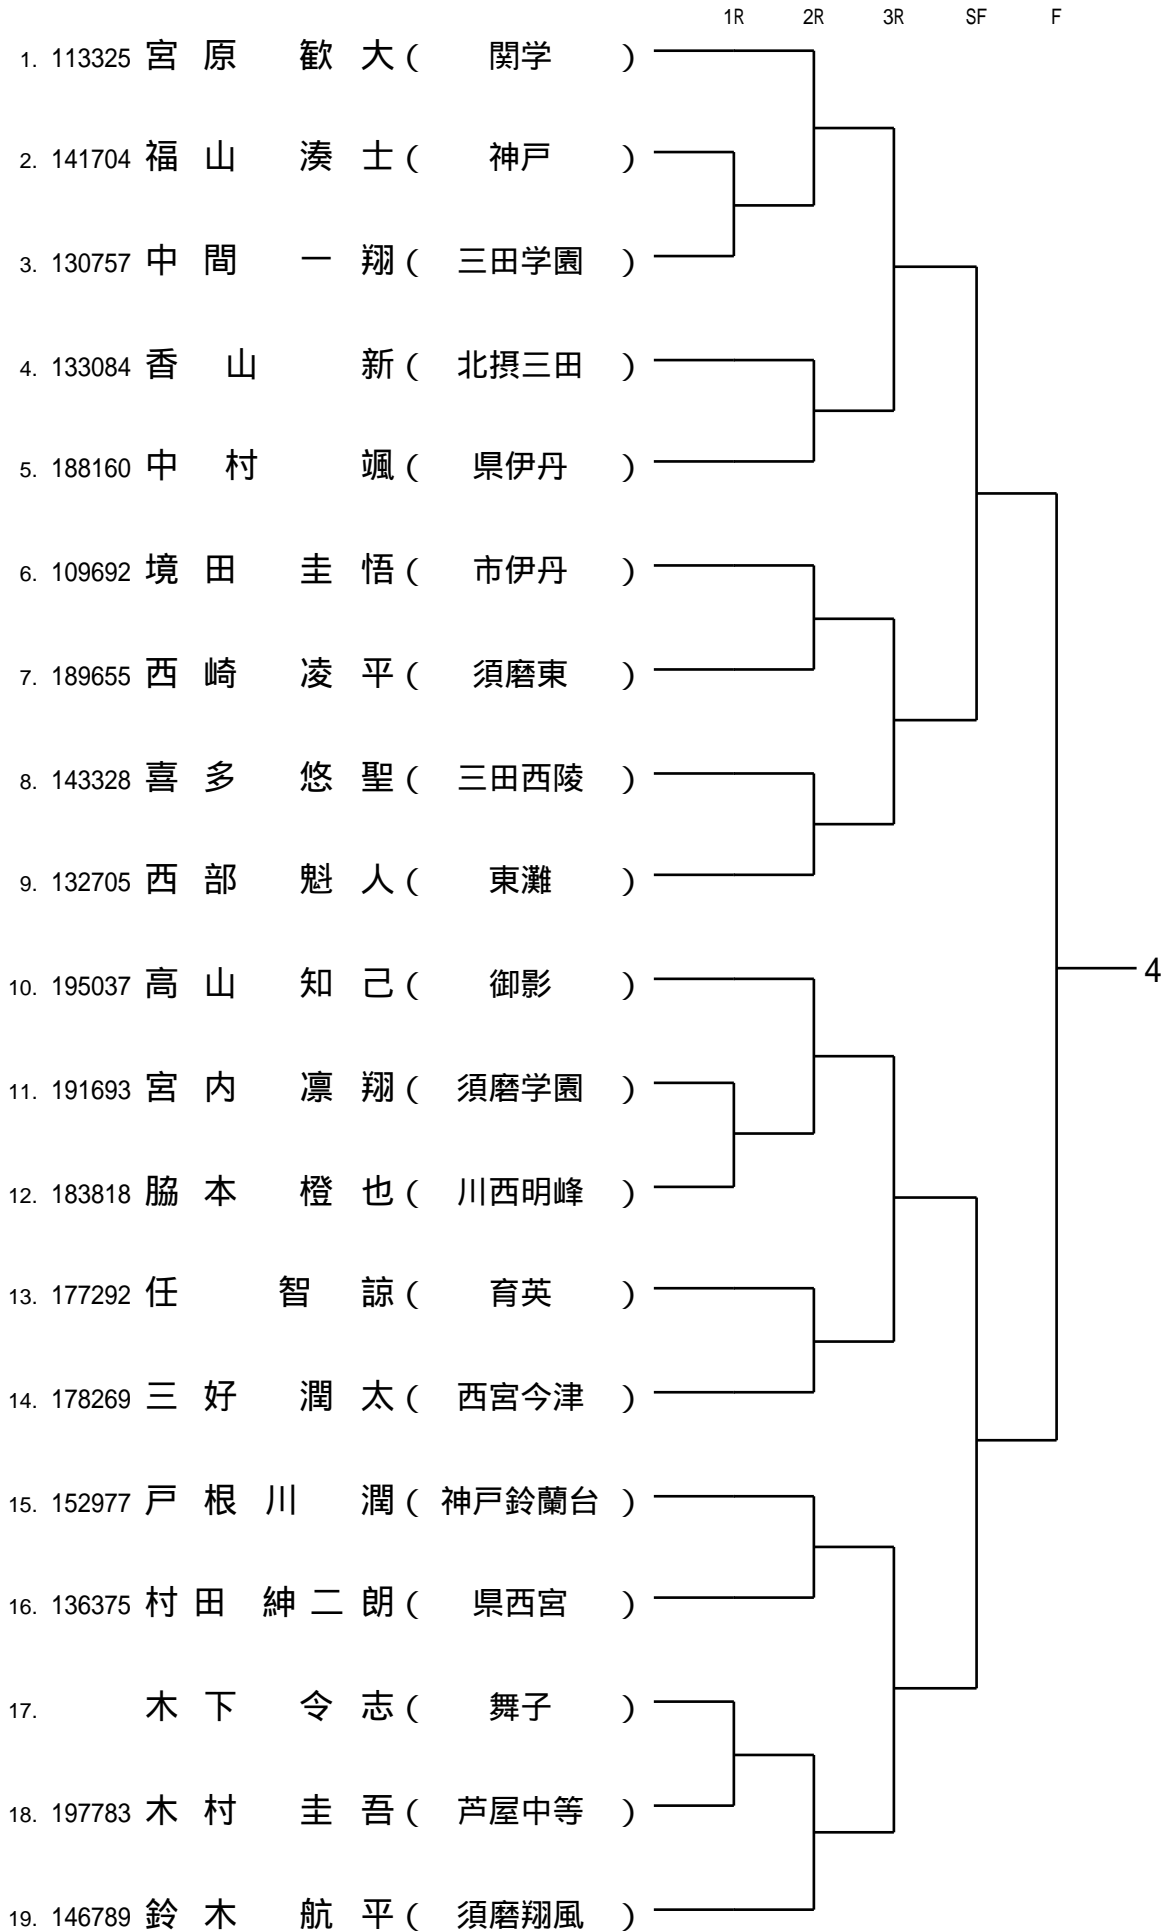 1R 2R 3R SF F
1. 113325 宮原 歓大 ( 関学 )
2. 141704 福山 湊士 ( 神戸 )
3. 130757 中間 一翔 ( 三田学園 )
4. 133084 香山 新 ( 北摂三田 )
5. 188160 中村 颯 ( 県伊丹 )
6. 109692 境田 圭悟 ( 市伊丹 )
7. 189655 西崎 凌平 ( 須磨東 )
8. 143328 喜多 悠聖 ( 三田西陵 )
9. 132705 西部 魁人 ( 東灘 )
4
10. 195037 高山 知己 ( 御影 )
11. 191693 宮内 凛翔 ( 須磨学園 )
12. 183818 脇本 橙也 ( 川西明峰 )
13. 177292 任 智諒 ( 育英 )
14. 178269 三好 潤太 ( 西宮今津 )
15. 152977 戸根川 潤 ( 神戸鈴蘭台 )
16. 136375 村田 紳二朗 ( 県西宮 )
17. 木下 令志 ( 舞子 )
18. 197783 木村 圭吾 ( 芦屋中等 )
19. 146789 鈴木 航平 ( 須磨翔風 )